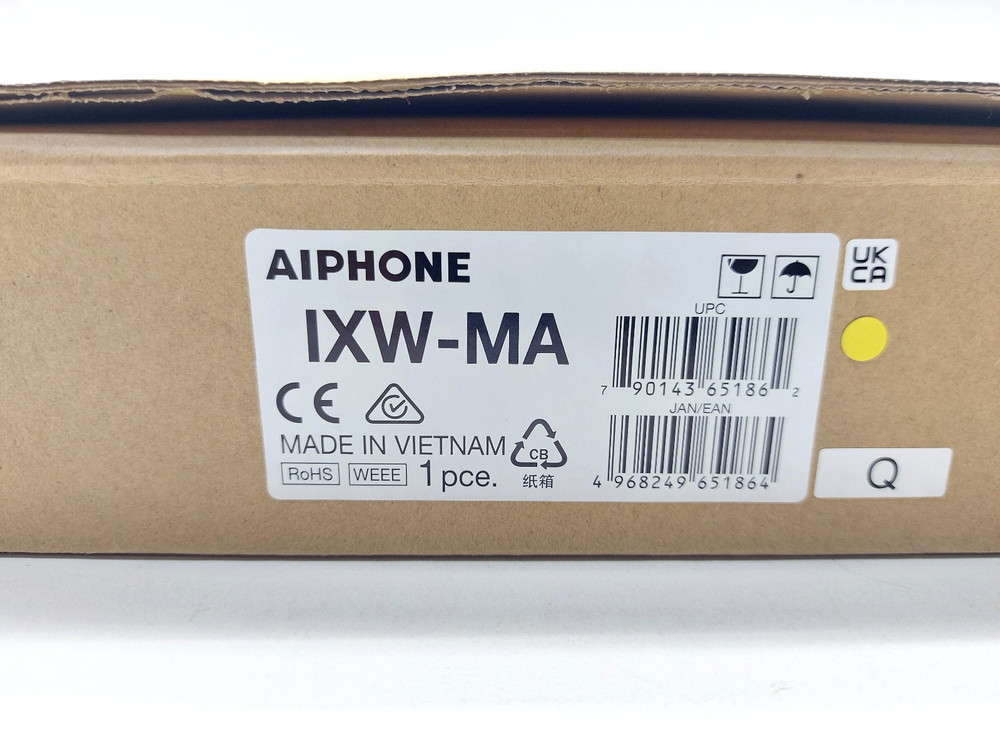 AIPHONE
IXW-MA
CE
MADE IN VIETNAM
RoHS WEEE 1 pce.
CB
纸箱
UPC
7 90143 65186 2
JAN/EAN
4 968249 651864
UK
CA
Q